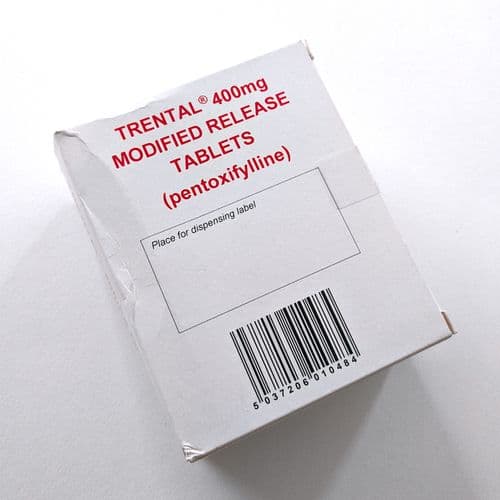 TRENTAL® 400mg
MODIFIED RELEASE
TABLETS
(pentoxifylline)
Place for dispensing label
5 037206 010484